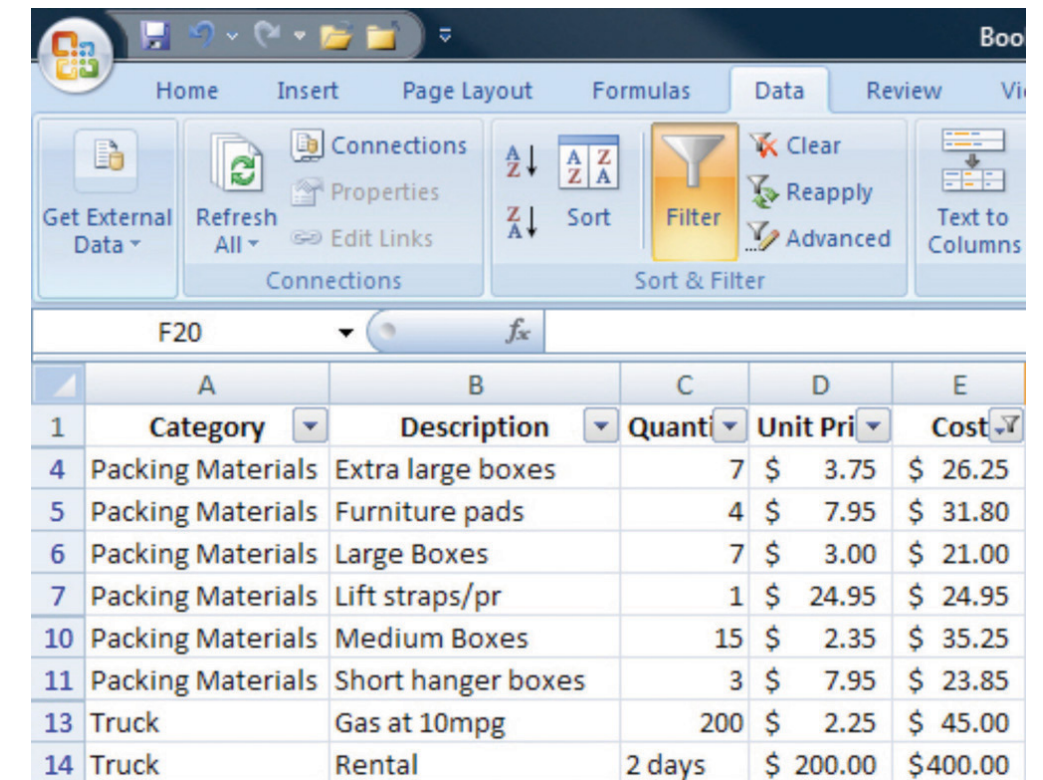 Boo
Home Insert Page Layout Formulas Data Review Vi
Get External Data
Refresh All
Connections
Properties
Edit Links
Connections
A Z
Z A
A Z Z A
Sort
Filter
Clear
Reapply
Advanced
Sort & Filter
Text to Columns
F20 fx
A B C D E
1 Category Description Quanti Unit Pri Cost
4 Packing Materials Extra large boxes 7 $ 3.75 $ 26.25
5 Packing Materials Furniture pads 4 $ 7.95 $ 31.80
6 Packing Materials Large Boxes 7 $ 3.00 $ 21.00
7 Packing Materials Lift straps/pr 1 $ 24.95 $ 24.95
10 Packing Materials Medium Boxes 15 $ 2.35 $ 35.25
11 Packing Materials Short hanger boxes 3 $ 7.95 $ 23.85
13 Truck Gas at 10mpg 200 $ 2.25 $ 45.00
14 Truck Rental 2 days $ 200.00 $400.00